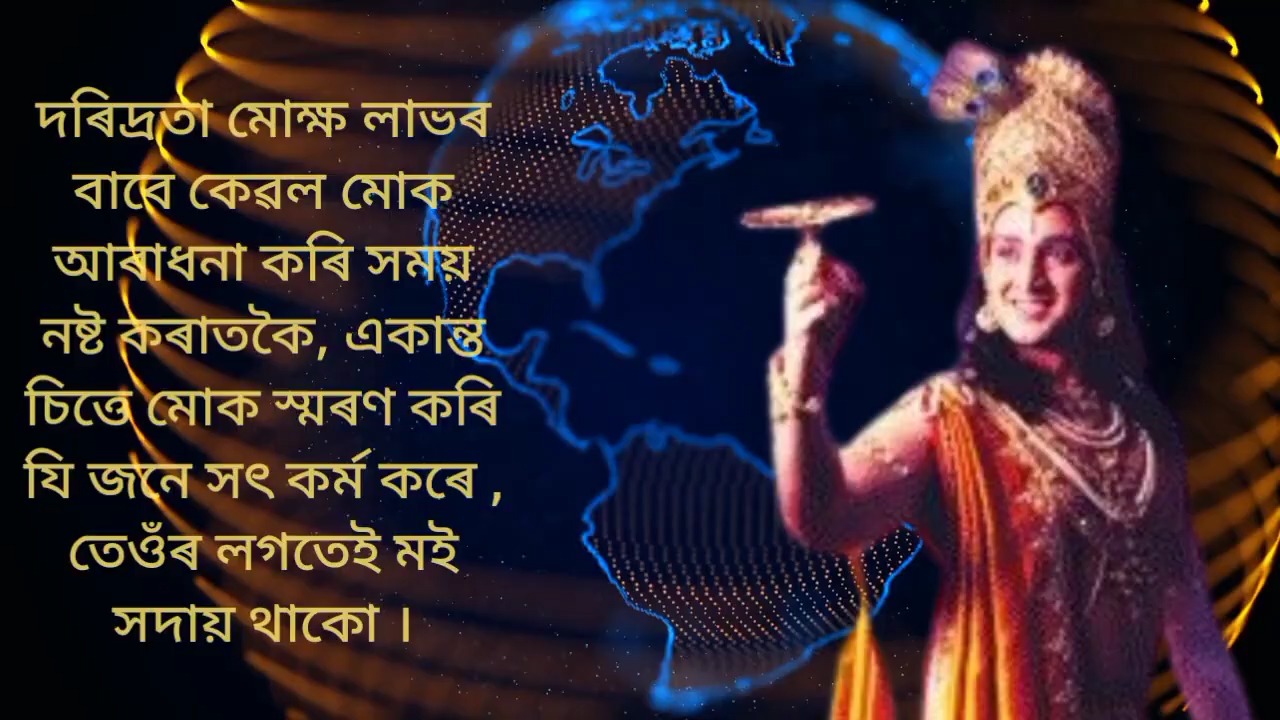 দৰিদ্ৰতা মোক্ষ লাভৰ
বাবে কেৱল মোক
আৰাধনা কৰি সময়
নষ্ট কৰাতকৈ, একান্ত
চিত্তে মোক স্মৰণ কৰি
যি জনে সৎ কৰ্ম কৰে ,
তেওঁৰ লগতেই মই
সদায় থাকো ।